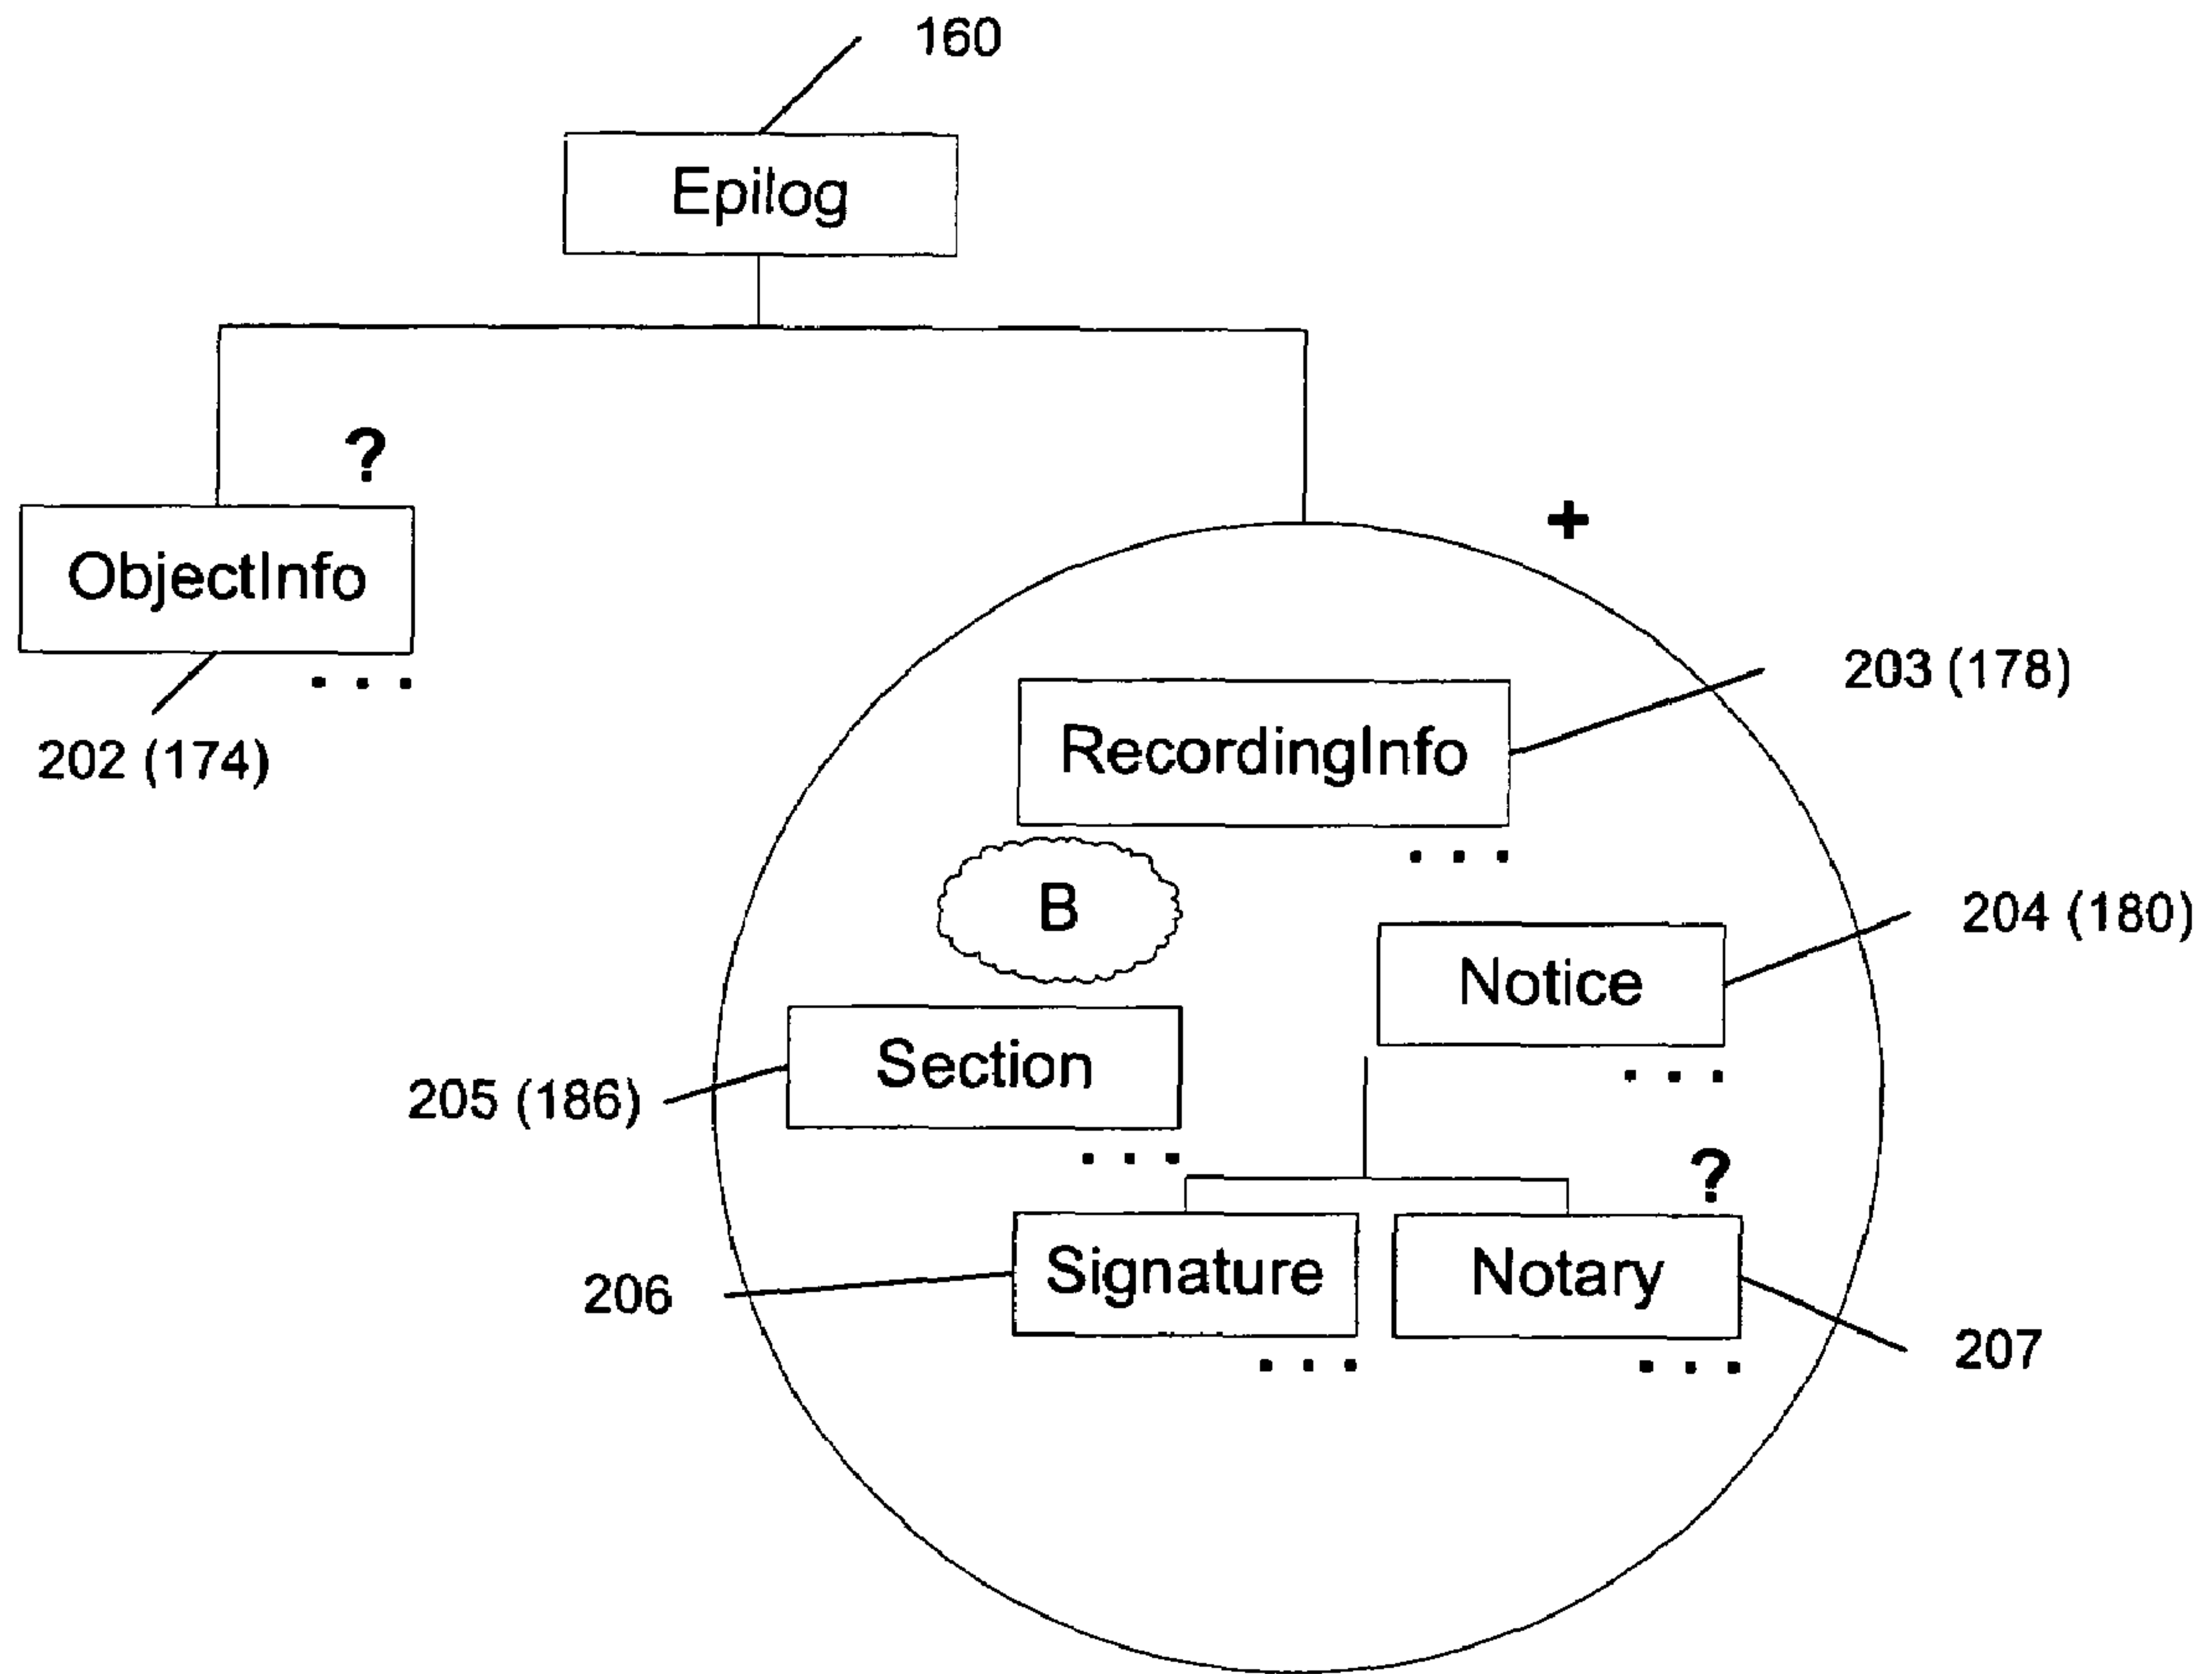 160
Epilog
?
ObjectInfo
. . .
202 (174)
+
203 (178)
RecordingInfo
. . .
B
204 (180)
Notice
. . .
Section
205 (186)
. . .
?
Signature
Notary
206
207
. . .
. . .